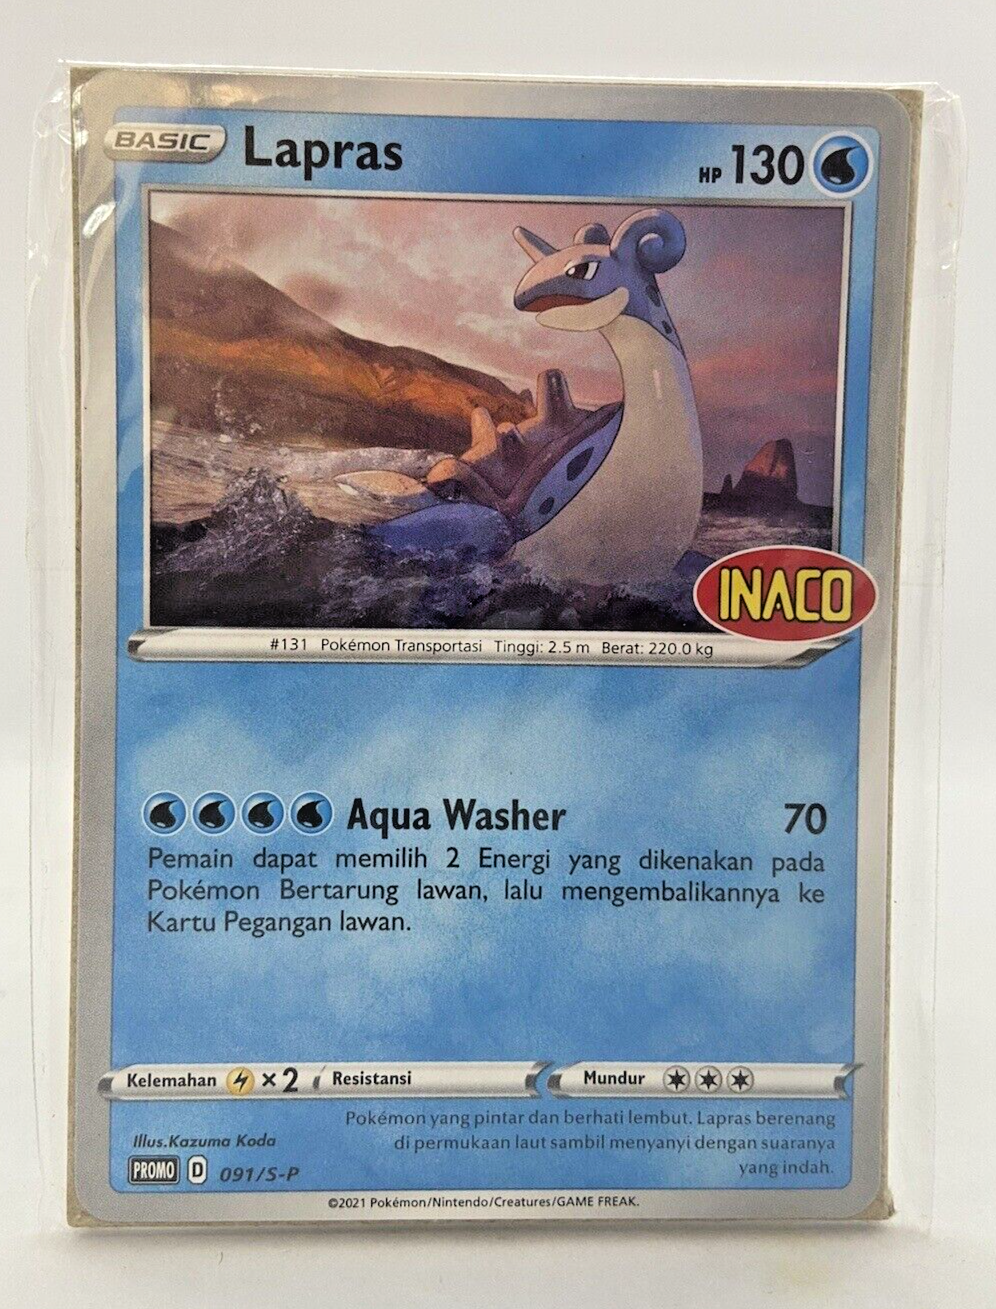 BASIC Lapras HP 130
INACO
#131 Pokémon Transportasi Tinggi: 2.5 m Berat: 220.0 kg
Aqua Washer 70
Pemain dapat memilih 2 Energi yang dikenakan pada
Pokémon Bertarung lawan, lalu mengembalikannya ke
Kartu Pegangan lawan.
Kelemahan ×2 Resistansi Mundur
Pokémon yang pintar dan berhati lembut. Lapras berenang
di permukaan laut sambil menyanyi dengan suaranya
yang indah.
Illus.Kazuma Koda
PROMO D 091/S-P
©2021 Pokémon/Nintendo/Creatures/GAME FREAK.